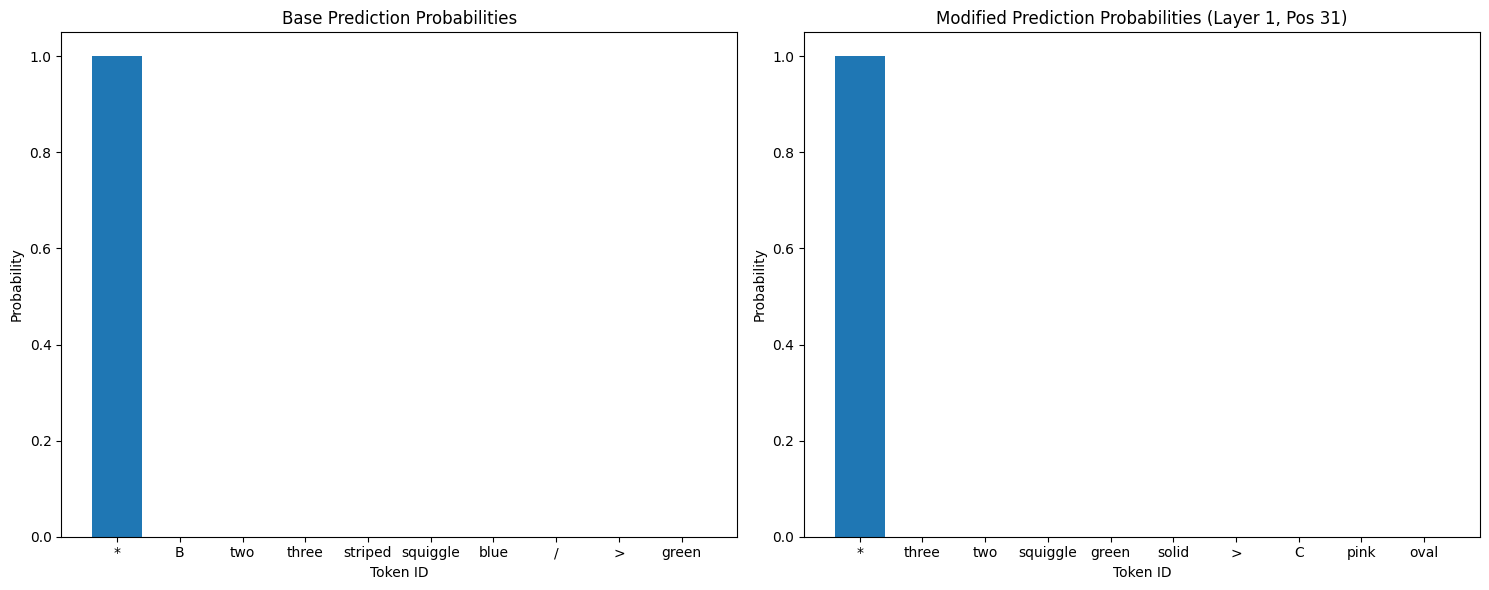 Base Prediction Probabilities
1.0
0.8
0.6
0.4
0.2
0.0
Probability
* B two three striped squiggle blue / > green
Token ID
Modified Prediction Probabilities (Layer 1, Pos 31)
1.0
0.8
0.6
0.4
0.2
0.0
Probability
* three two squiggle green solid > C pink oval
Token ID